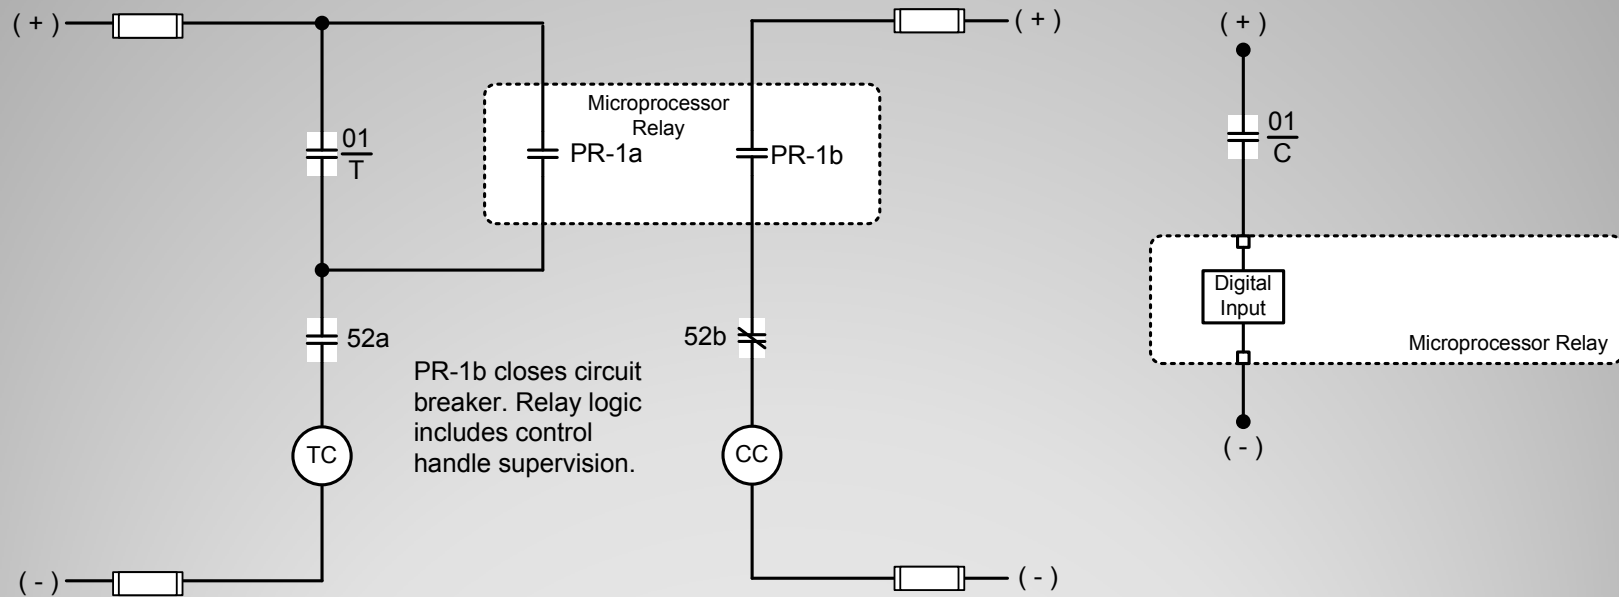 (+)
(+)
(+)
Microprocessor
Relay
01
T
PR-1a
PR-1b
01
C
Digital
Input
Microprocessor Relay
52a
52b
PR-1b closes circuit
breaker. Relay logic
includes control
handle supervision.
TC
CC
(-)
(-)
(-)